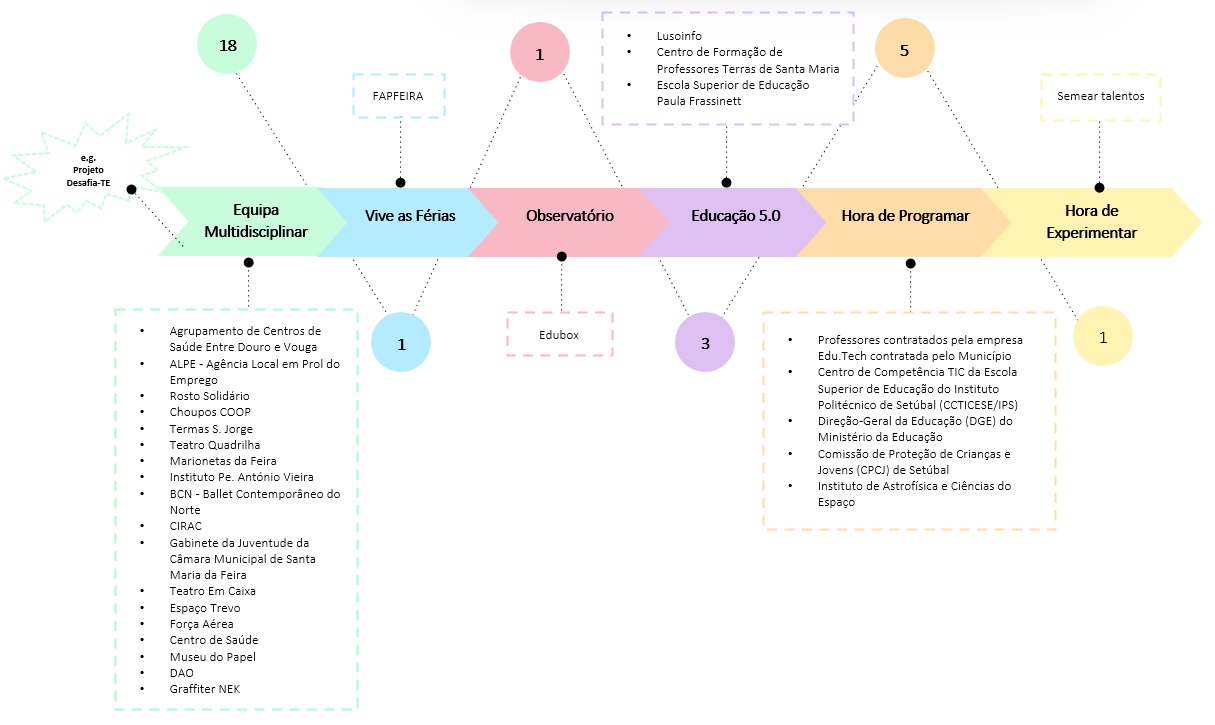 18
1
5
• Lusoinfo
• Centro de Formação de
Professores Terras de Santa Maria
• Escola Superior de Educação
Paula Frassinett
FAPFEIRA
Semear talentos
e.g.
Projeto
Desafia-TE
Equipa
Multidisciplinar
Vive as Férias
Observatório
Educação 5.0
Hora de Programar
Hora de
Experimentar
1
Edubox
3
1
• Agrupamento de Centros de
Saúde Entre Douro e Vouga
• ALPE - Agência Local em Prol do
Emprego
• Rosto Solidário
• Choupos COOP
• Termas S. Jorge
• Teatro Quadrilha
• Marionetas da Feira
• Instituto Pe. António Vieira
• BCN - Ballet Contemporâneo do
Norte
• CIRAC
• Gabinete da Juventude da
Câmara Municipal de Santa
Maria da Feira
• Teatro Em Caixa
• Espaço Trevo
• Força Aérea
• Centro de Saúde
• Museu do Papel
• DAO
• Graffiter NEK
• Professores contratados pela empresa
Edu.Tech contratada pelo Município
• Centro de Competência TIC da Escola
Superior de Educação do Instituto
Politécnico de Setúbal (CCTICESE/IPS)
• Direção-Geral da Educação (DGE) do
Ministério da Educação
• Comissão de Proteção de Crianças e
Jovens (CPCJ) de Setúbal
• Instituto de Astrofísica e Ciências do
Espaço